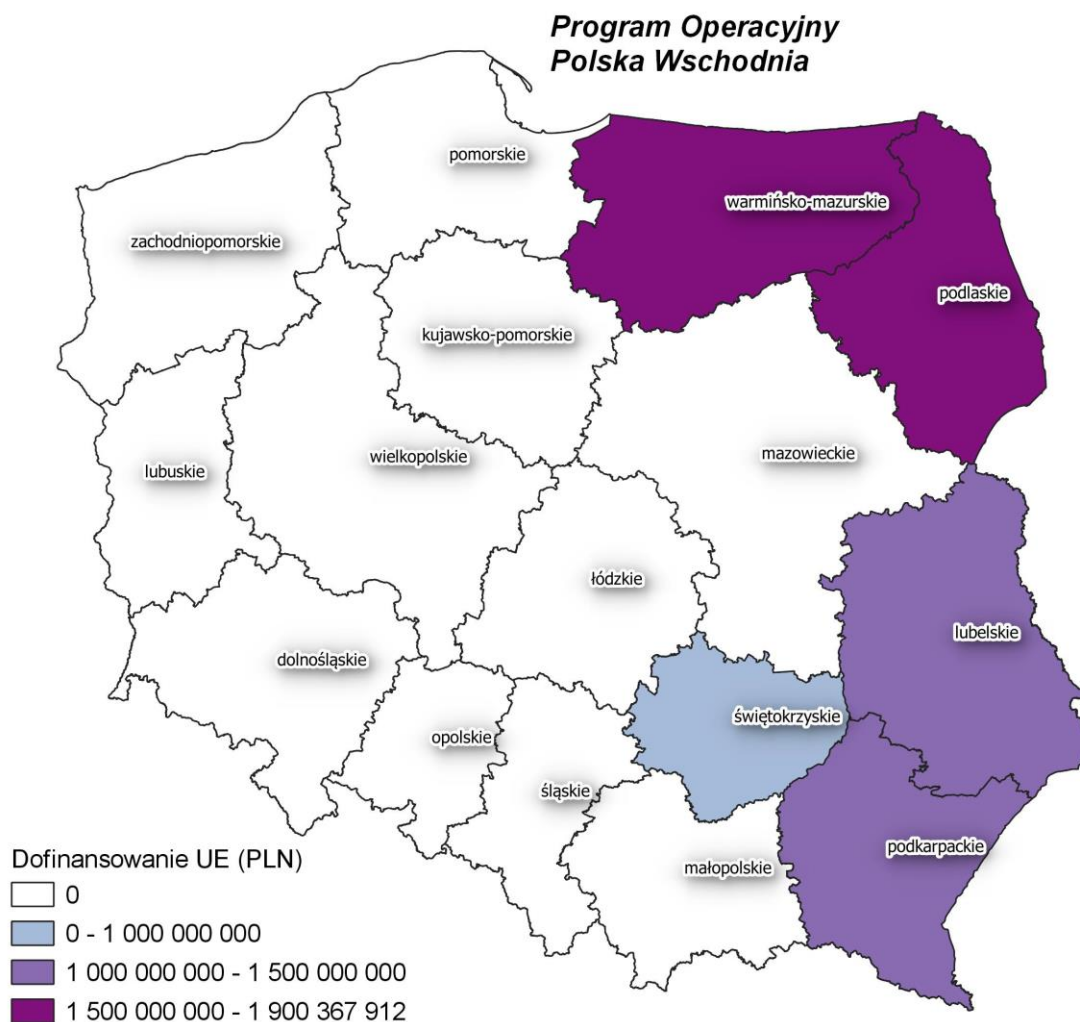 Program Operacyjny
Polska Wschodnia
pomorskie
warmińsko-mazurskie
zachodniopomorskie
podlaskie
kujawsko-pomorskie
wielkopolskie
mazowieckie
lubuskie
łódzkie
lubelskie
dolnośląskie
świętokrzyskie
opolskie
śląskie
podkarpackie
małopolskie
Dofinansowanie UE (PLN)
0
0 - 1 000 000 000
1 000 000 000 - 1 500 000 000
1 500 000 000 - 1 900 367 912